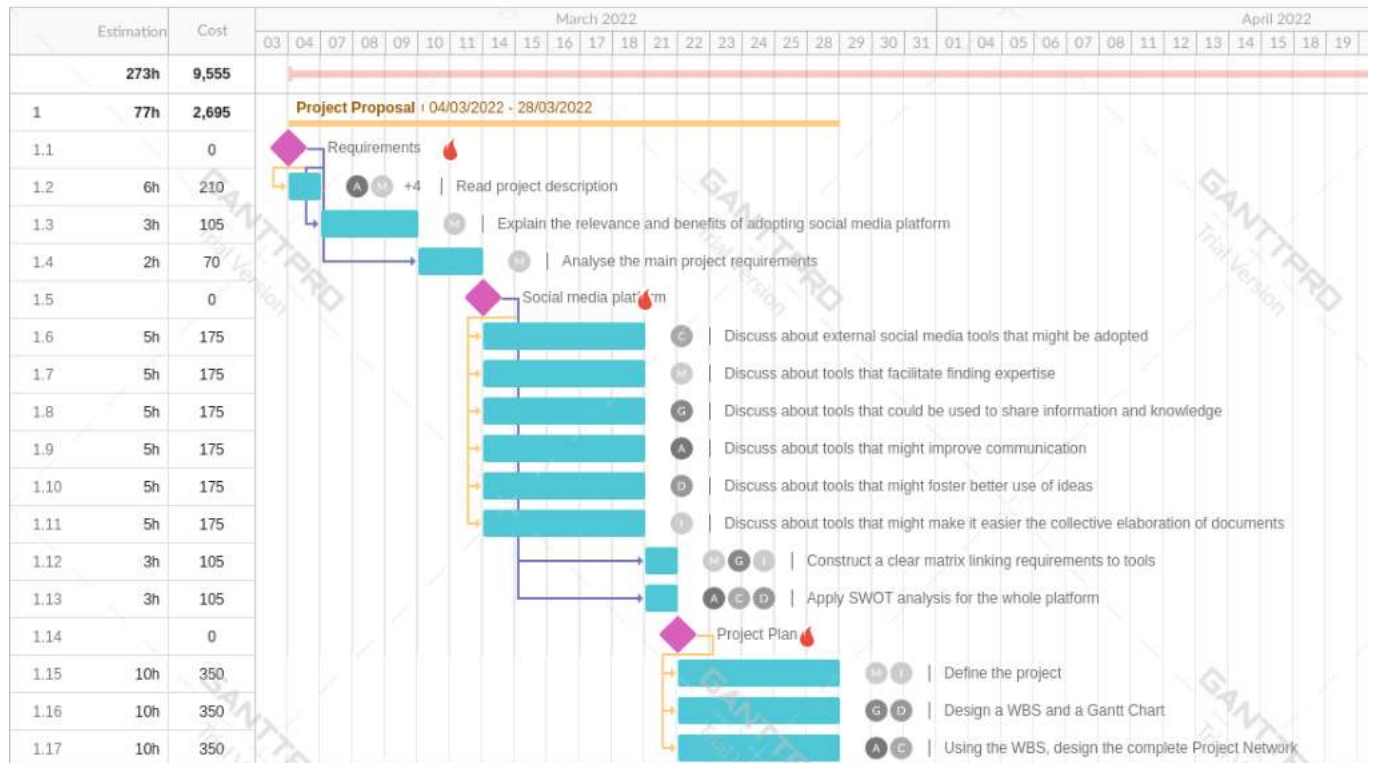 Estimation Cost March 2022 April 2022
03 04 07 08 09 10 11 14 15 16 17 18 21 22 23 24 25 28 29 30 31 01 04 05 06 07 08 11 12 13 14 15 18 19
273h 9,555
1 77h 2,695 Project Proposal 04/03/2022 - 28/03/2022
1.1 0 Requirements
1.2 6h 210 A M +4 | Read project description
1.3 3h 105 M | Explain the relevance and benefits of adopting social media platform
1.4 2h 70 M | Analyse the main project requirements
1.5 0 Social media platform
1.6 5h 175 C | Discuss about external social media tools that might be adopted
1.7 5h 175 M | Discuss about tools that facilitate finding expertise
1.8 5h 175 G | Discuss about tools that could be used to share information and knowledge
1.9 5h 175 A | Discuss about tools that might improve communication
1.10 5h 175 D | Discuss about tools that might foster better use of ideas
1.11 5h 175 I | Discuss about tools that might make it easier the collective elaboration of documents
1.12 3h 105 M G I | Construct a clear matrix linking requirements to tools
1.13 3h 105 A C D | Apply SWOT analysis for the whole platform
1.14 0 Project Plan
1.15 10h 350 M I | Define the project
1.16 10h 350 G D | Design a WBS and a Gantt Chart
1.17 10h 350 A C | Using the WBS, design the complete Project Network
GANTTPRO
Trial Version
GANTTPRO
Trial Version
GANTTPRO
Trial Version
GANTTPRO
GANTTPRO
GANTTPRO